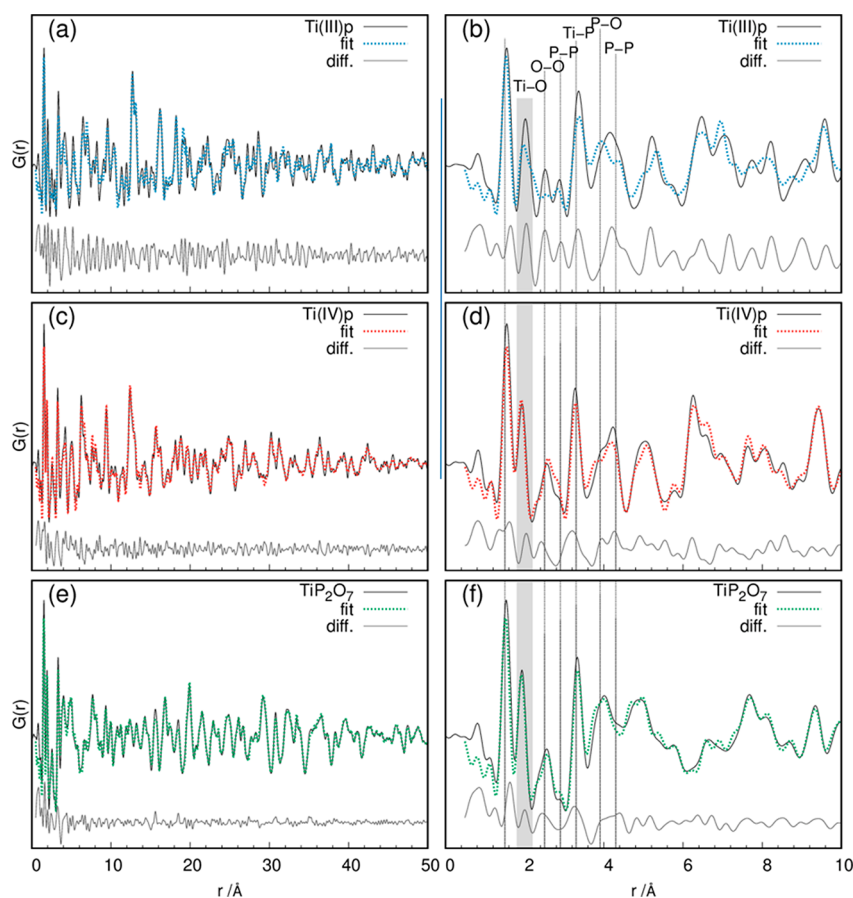 (a)
Ti(III)p
fit
diff.
G(r)
(b)
Ti(III)p
fit
diff.
P–O
Ti–P
P–P
P–P
O–O
Ti–O
(c)
Ti(IV)p
fit
diff.
G(r)
(d)
Ti(IV)p
fit
diff.
(e)
TiP₂O₇
fit
diff.
G(r)
0 10 20 30 40 50
r /Å
(f)
TiP₂O₇
fit
diff.
0 2 4 6 8 10
r /Å